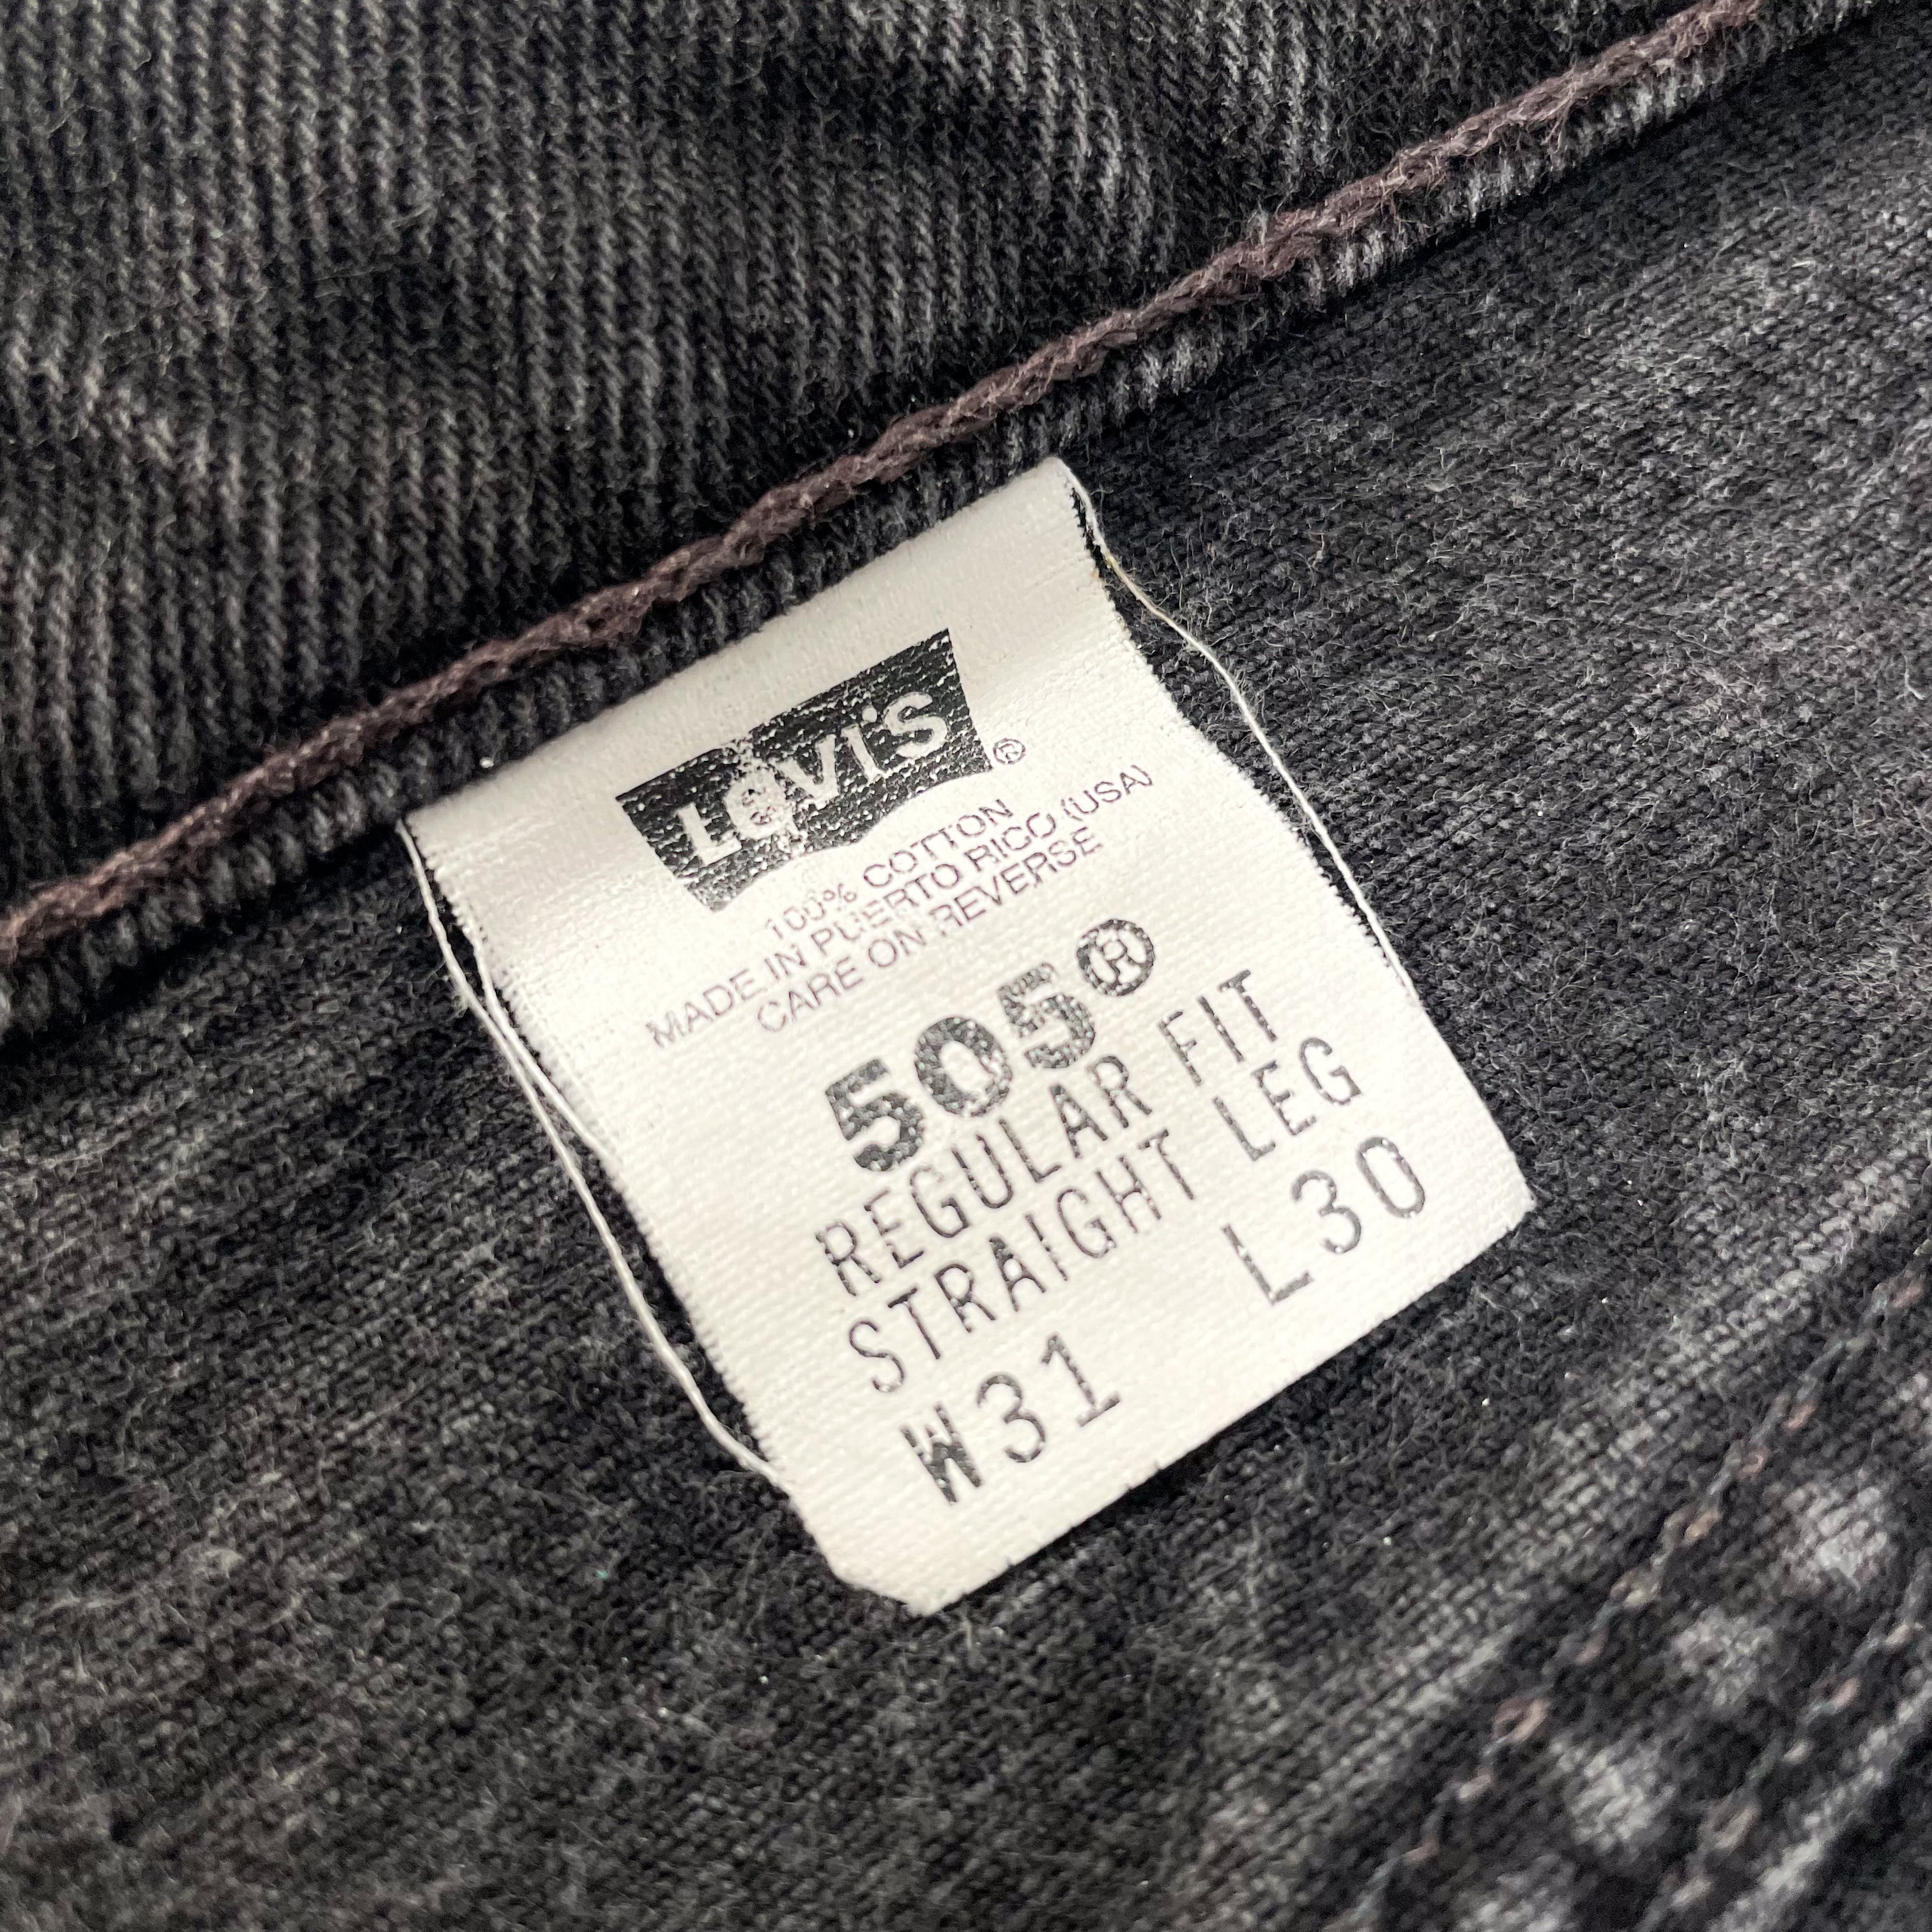 Levi's ®
100% COTTON
MADE IN PUERTO RICO (USA)
CARE ON REVERSE
505®
REGULAR FIT
STRAIGHT LEG
W31 L30